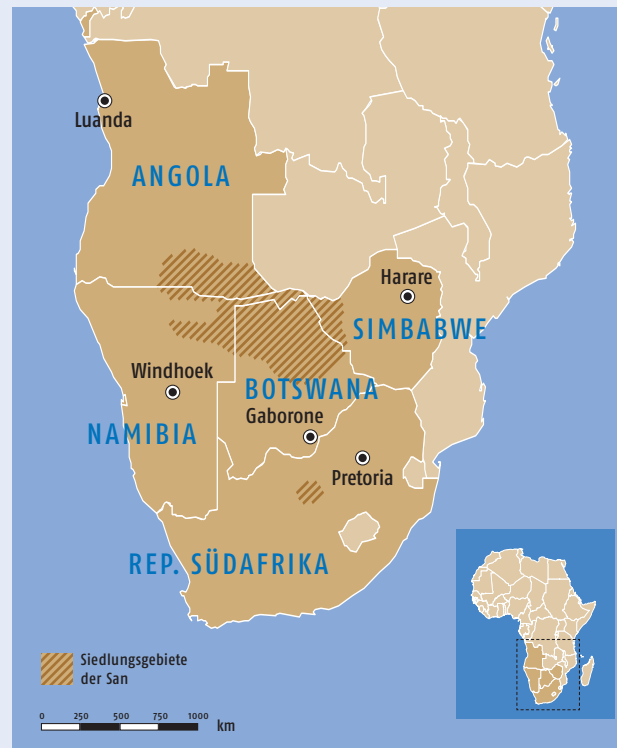 Luanda
ANGOLA
Harare
SIMBABWE
Windhoek
BOTSWANA
Gaborone
NAMIBIA
Pretoria
REP. SÜDAFRIKA
Siedlungsgebiete
der San
0 250 500 750 1000 km